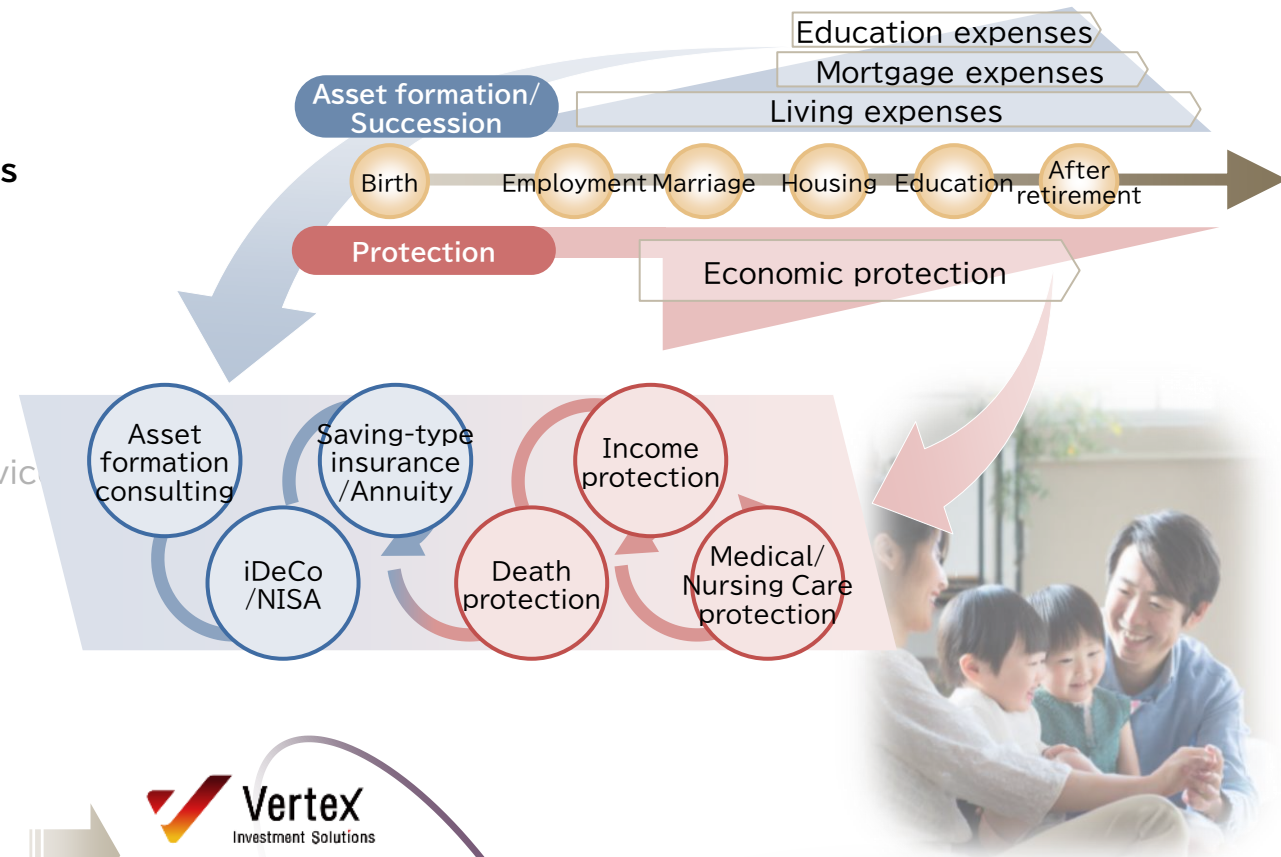 Education expenses
Mortgage expenses
Asset formation/
Succession
Living expenses
s
Birth
Employment
Marriage
Housing
Education
After
retirement
Protection
Economic protection
Asset
formation
consulting
Saving-type
insurance
/Annuity
Income
protection
vic
iDeCo
/NISA
Death
protection
Medical/
Nursing Care
protection
Vertex
Investment Solutions